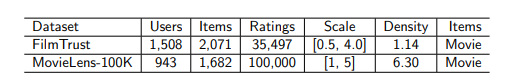 Dataset Users Items Ratings Scale Density Items
FilmTrust 1,508 2,071 35,497 [0.5, 4.0] 1.14 Movie
MovieLens-100K 943 1,682 100,000 [1, 5] 6.30 Movie